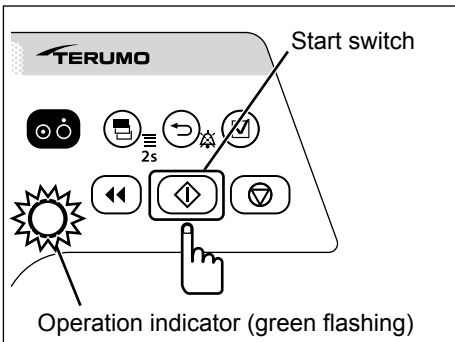 Start switch
TERUMO
2s
Operation indicator (green flashing)